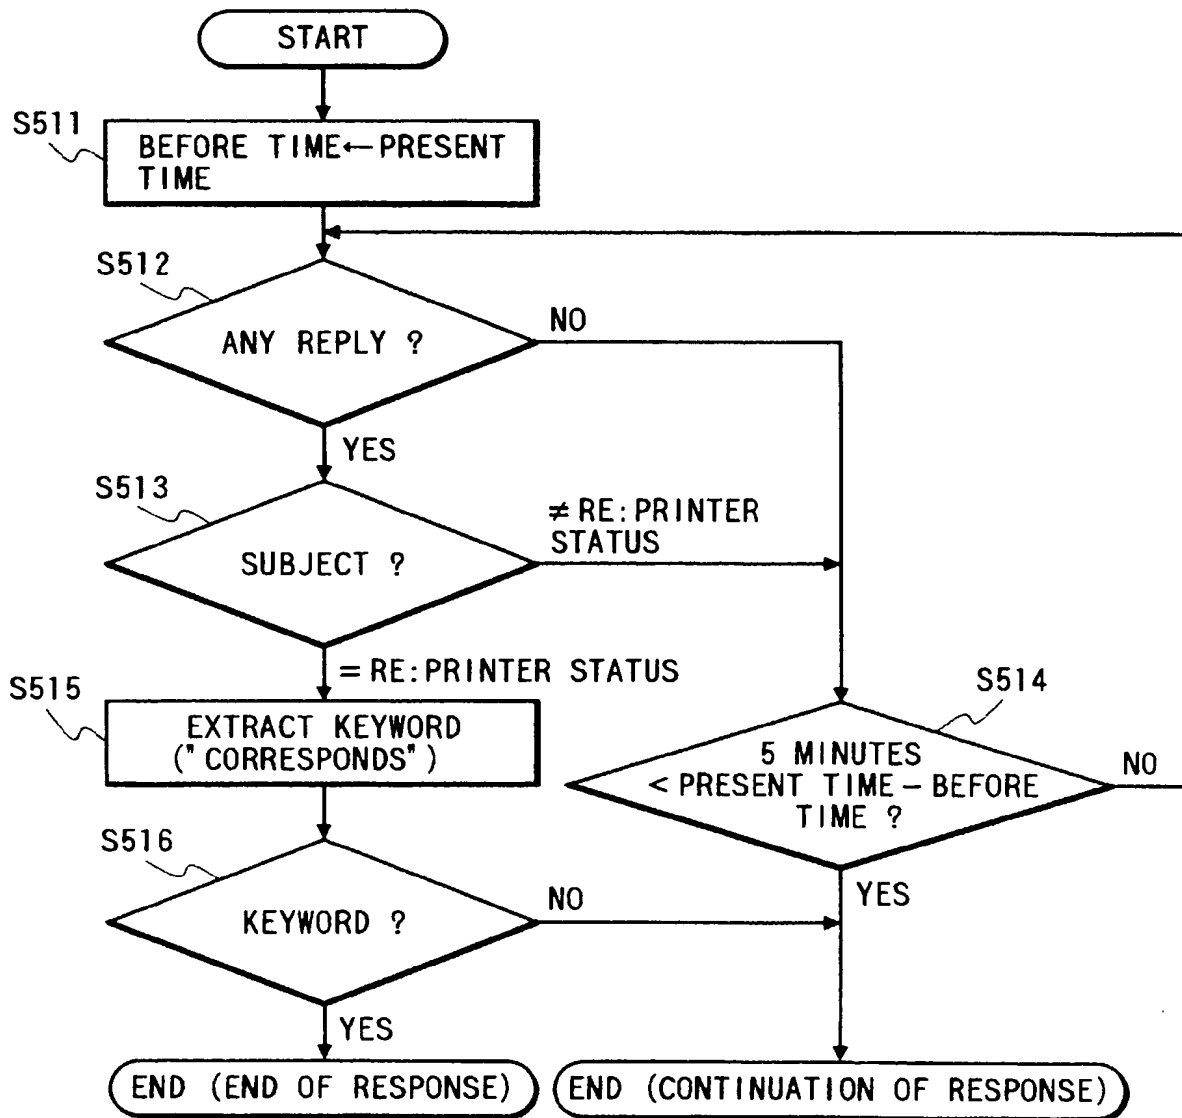 START
S511
BEFORE TIME←PRESENT
TIME
S512
ANY REPLY ?
NO
YES
S513
SUBJECT ?
≠ RE:PRINTER
STATUS
= RE:PRINTER STATUS
S515
EXTRACT KEYWORD
("CORRESPONDS")
S514
5 MINUTES
< PRESENT TIME – BEFORE
TIME ?
NO
YES
S516
KEYWORD ?
NO
YES
END (END OF RESPONSE)
END (CONTINUATION OF RESPONSE)